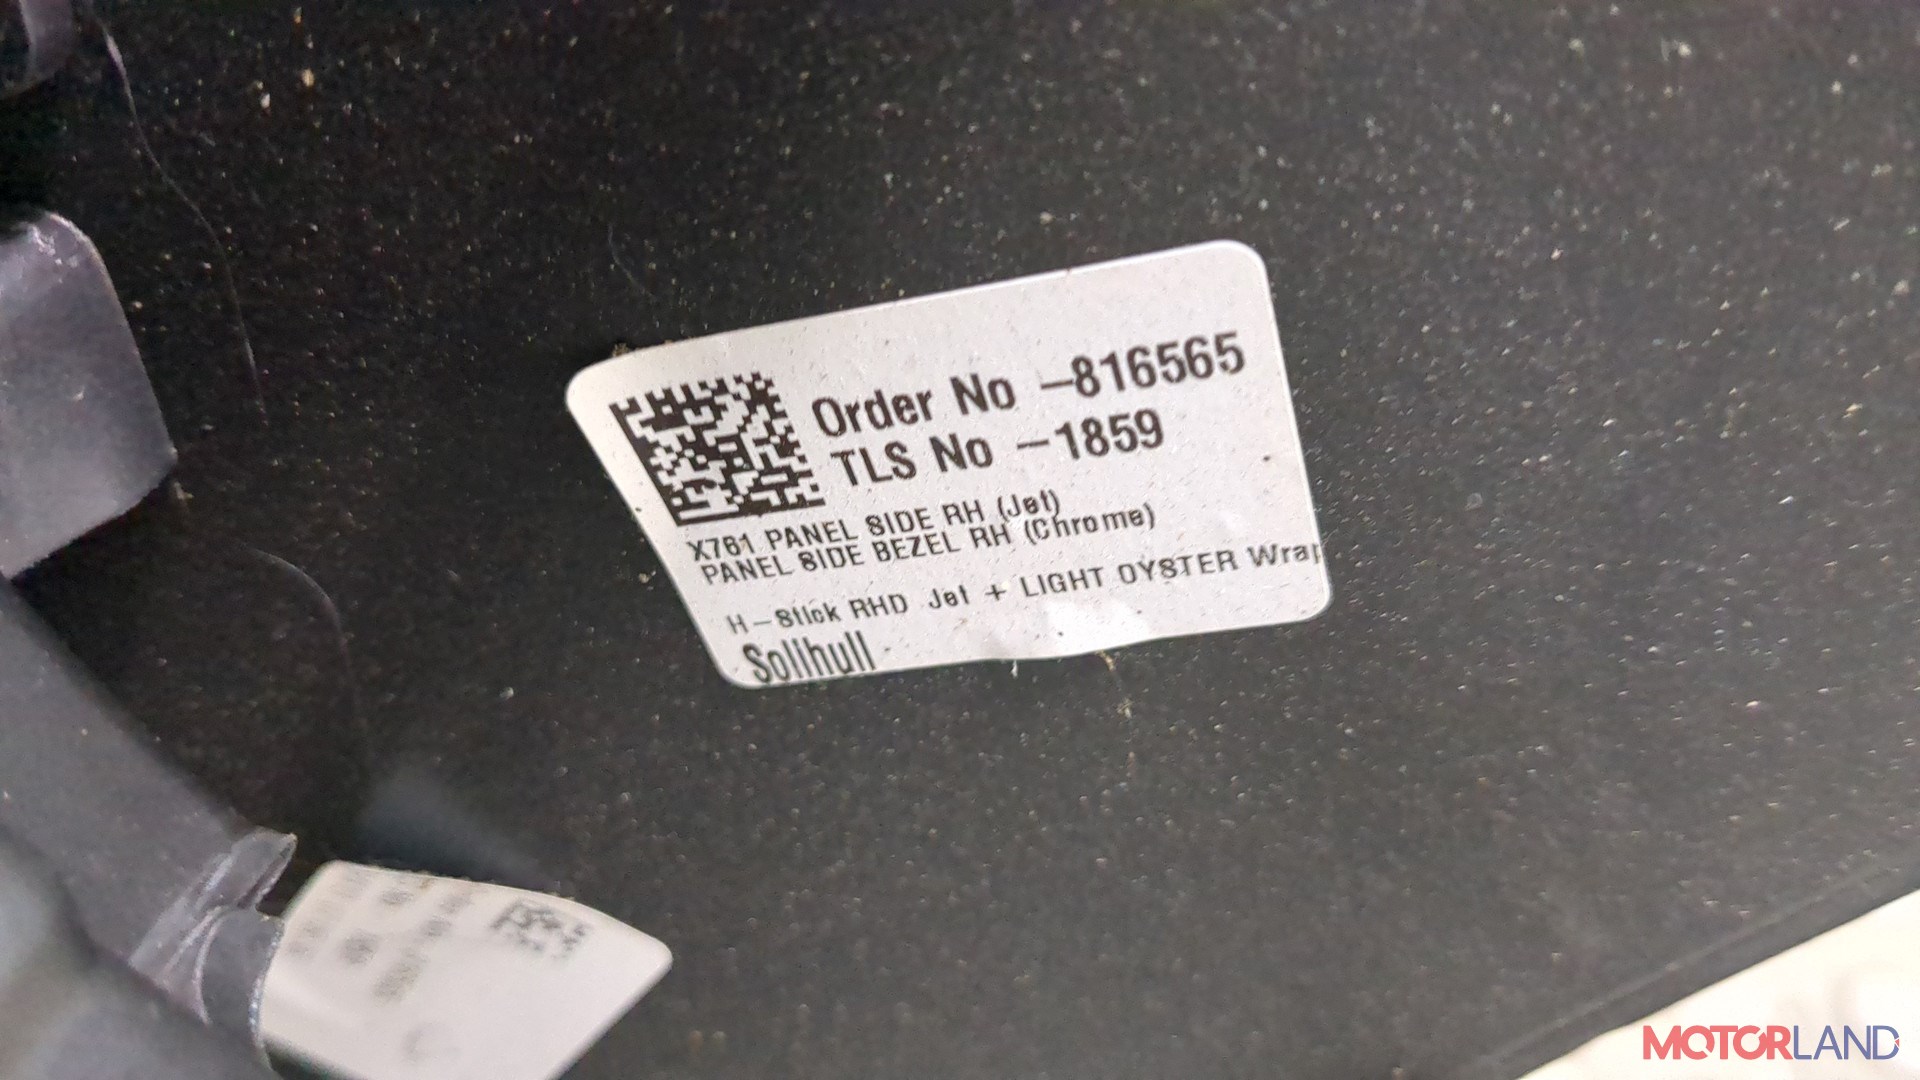 Order No -816565
TLS No -1859
X761 PANEL SIDE RH (Jet)
PANEL SIDE BEZEL RH (Chrome)
H-Stick RHD Jet + LIGHT OYSTER Wrap
Solihull
MOTORLAND